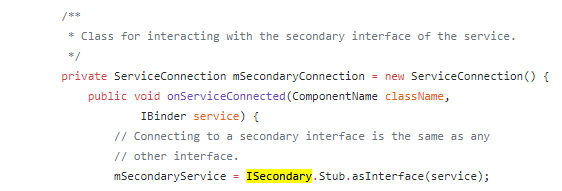 /**
* Class for interacting with the secondary interface of the service.
*/
private ServiceConnection mSecondaryConnection = new ServiceConnection() {
public void onServiceConnected(ComponentName className,
IBinder service) {
// Connecting to a secondary interface is the same as any
// other interface.
mSecondaryService = ISecondary.Stub.asInterface(service);